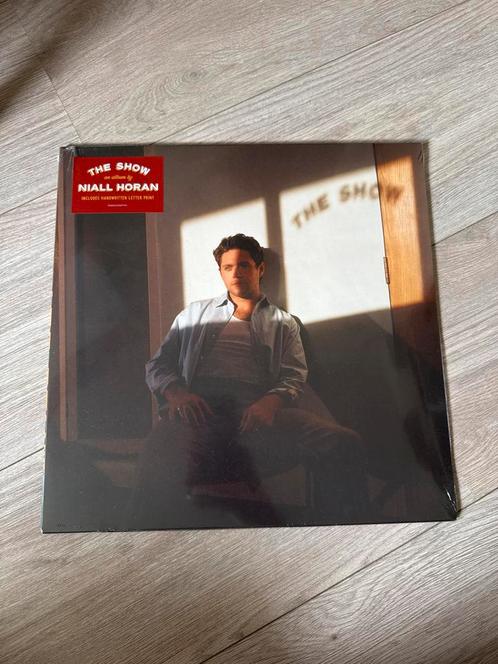 THE SHOW
an album by
NIALL HORAN
INCLUDES HANDWRITTEN LETTER PRINT
THE SHOW